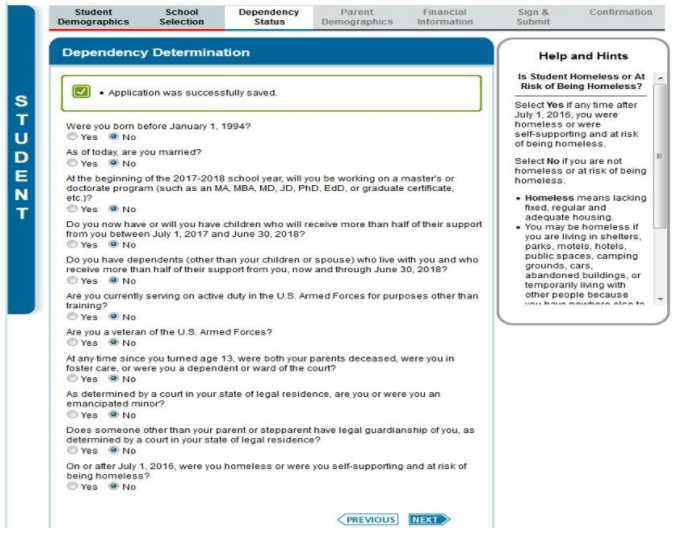 Student Demographics
School Selection
Dependency Status
Parent Demographics
Financial Information
Sign & Submit
Confirmation
STUDENT
Dependency Determination
• Application was successfully saved.
Were you born before January 1, 1994?
Yes No
As of today, are you married?
Yes No
At the beginning of the 2017-2018 school year, will you be working on a master's or
doctorate program (such as an MA, MBA, MD, JD, PhD, EdD, or graduate certificate,
etc.)?
Yes No
Do you now have or will you have children who will receive more than half of their support
from you between July 1, 2017 and June 30, 2018?
Yes No
Do you have dependents (other than your children or spouse) who live with you and who
receive more than half of their support from you, now and through June 30, 2018?
Yes No
Are you currently serving on active duty in the U.S. Armed Forces for purposes other than
training?
Yes No
Are you a veteran of the U.S. Armed Forces?
Yes No
At any time since you turned age 13, were both your parents deceased, were you in
foster care, or were you a dependent or ward of the court?
Yes No
As determined by a court in your state of legal residence, are you or were you an
emancipated minor?
Yes No
Does someone other than your parent or stepparent have legal guardianship of you, as
determined by a court in your state of legal residence?
Yes No
On or after July 1, 2016, were you homeless or were you self-supporting and at risk of
being homeless?
Yes No
PREVIOUS NEXT
Help and Hints
Is Student Homeless or At
Risk of Being Homeless?
Select Yes if any time after
July 1, 2016, you were
homeless or were
self-supporting and at risk
of being homeless.
Select No if you are not
homeless or at risk of being
homeless.
• Homeless means lacking
fixed, regular and
adequate housing.
• You may be homeless if
you are living in shelters,
parks, motels, hotels,
public spaces, camping
grounds, cars,
abandoned buildings, or
temporarily living with
other people because
you have nowhere else to